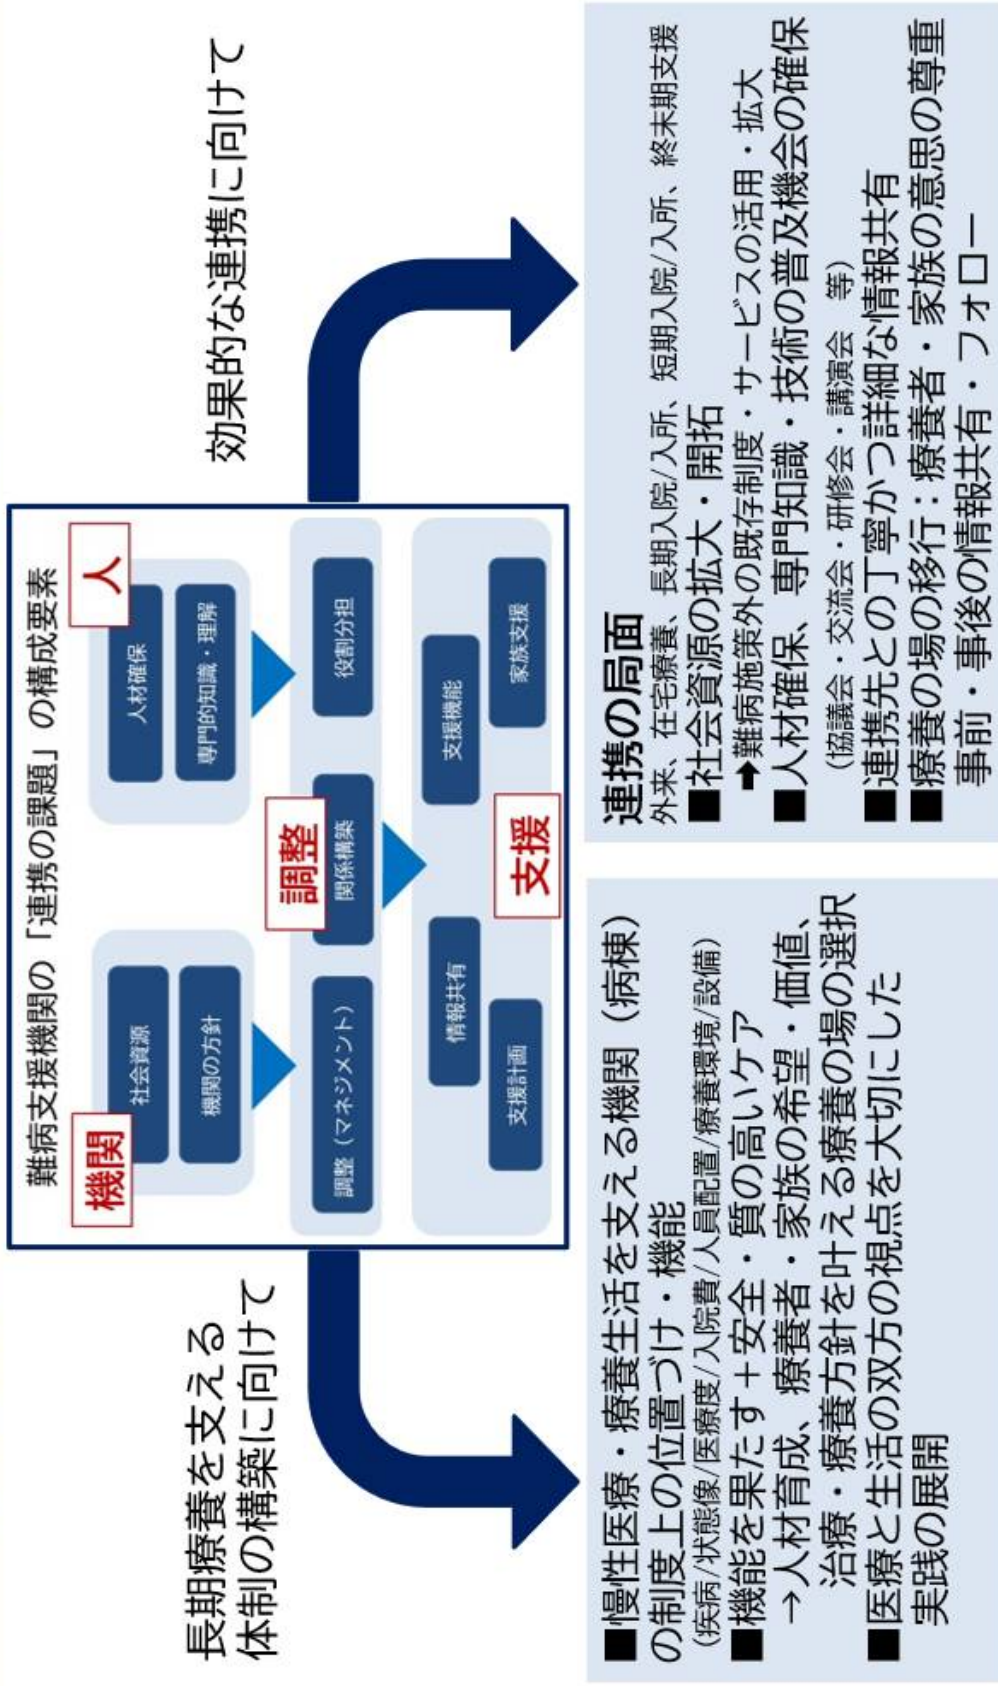 難病支援機関の「連携の課題」の構成要素
機関
社会資源
機関の方針
人
人材確保
専門的知識・理解
調整
調整（マネジメント）
関係構築
役割分担
情報共有
支援機能
支援計画
支援
家族支援
長期療養を支える
体制の構築に向けて
効果的な連携に向けて
■慢性医療・療養生活を支える機関（病棟）
の制度上の位置づけ・機能
（疾病/状態像/医療度/入院費/人員配置/療養環境/設備）
■機能を果たす＋安全・質の高いケア
→人材育成、療養者・家族の希望・価値、
治療・療養方針を叶える療養の場の選択
■医療と生活の双方の視点を大切にした
実践の展開
連携の局面
外来、在宅療養、長期入院/入所、短期入院/入所、終末期支援
■社会資源の拡大・開拓
➡難病施策外の既存制度・サービスの活用・拡大
■人材確保、専門知識・技術の普及機会の確保
（協議会・交流会・研修会・講演会　等）
■連携先との丁寧かつ詳細な情報共有
■療養の場の移行：療養者・家族の意思の尊重
事前・事後の情報共有・フォロー